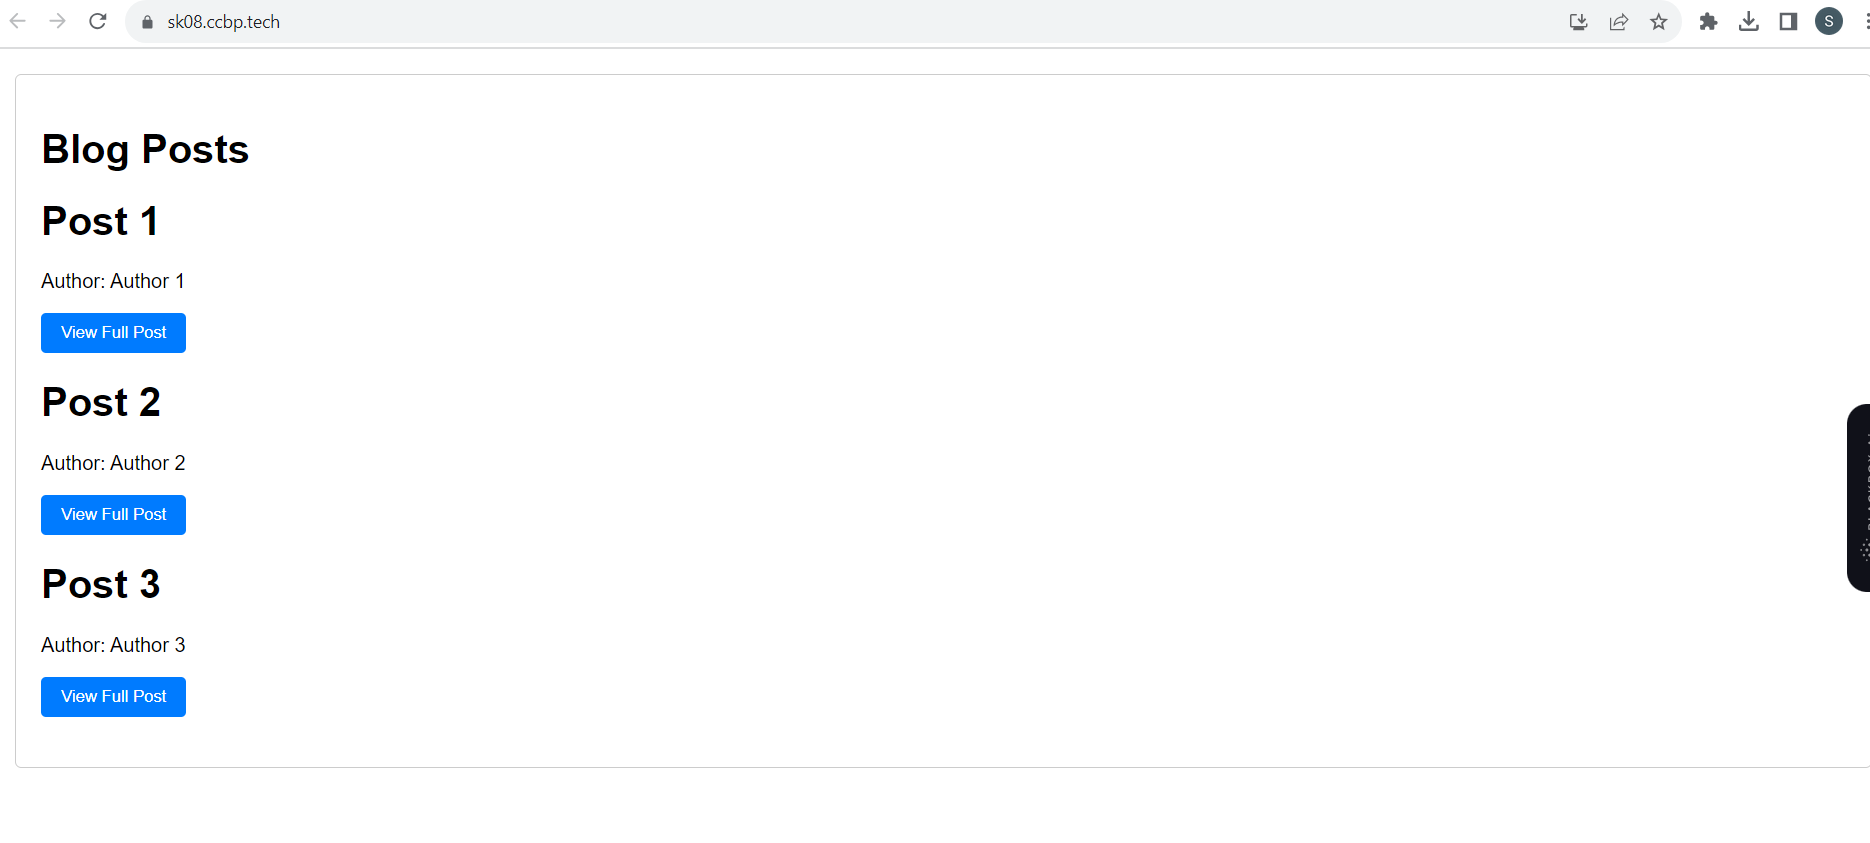 sk08.ccbp.tech
S
Blog Posts
Post 1
Author: Author 1
View Full Post
Post 2
Author: Author 2
View Full Post
Post 3
Author: Author 3
View Full Post